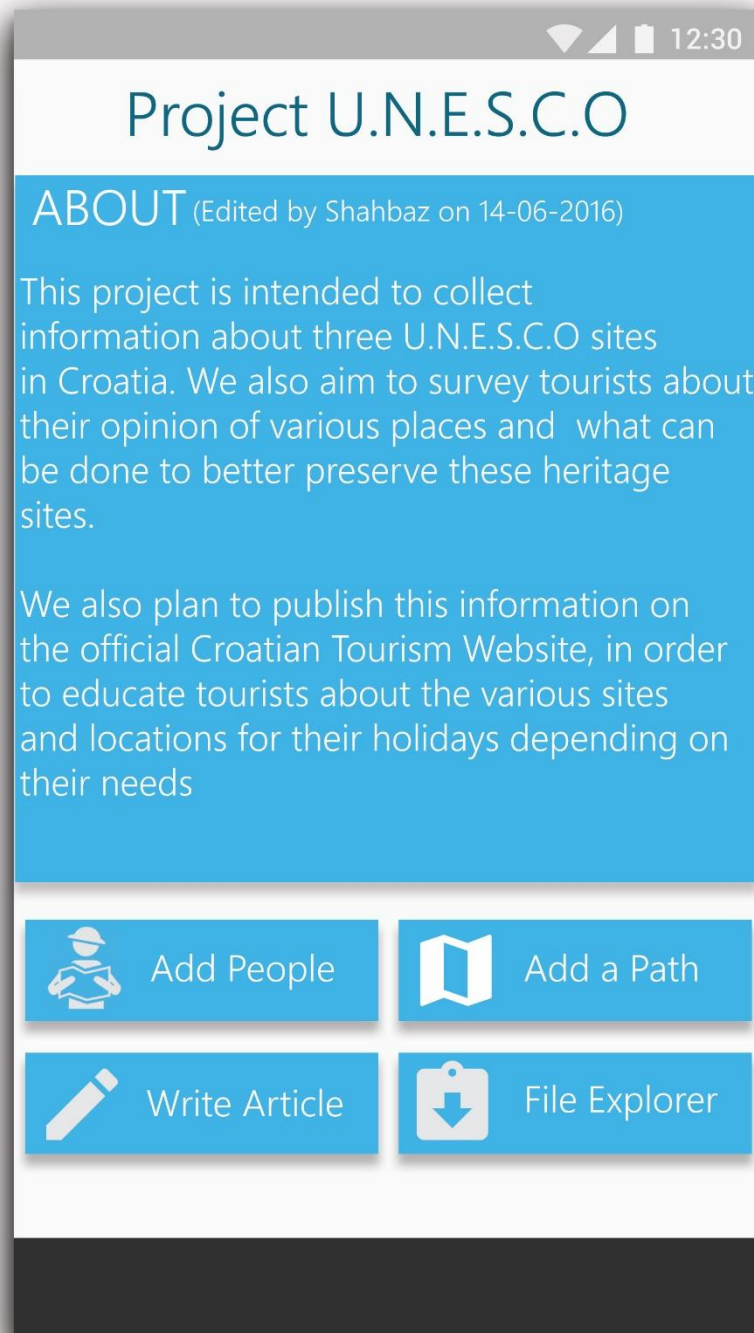 12:30
Project U.N.E.S.C.O
ABOUT (Edited by Shahbaz on 14-06-2016)
This project is intended to collect
information about three U.N.E.S.C.O sites
in Croatia. We also aim to survey tourists about
their opinion of various places and  what can
be done to better preserve these heritage
sites.
We also plan to publish this information on
the official Croatian Tourism Website, in order
to educate tourists about the various sites
and locations for their holidays depending on
their needs
Add People
Add a Path
Write Article
File Explorer